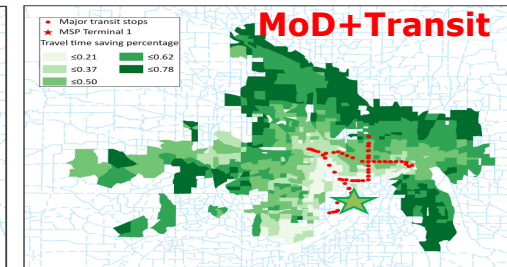 MoD+Transit
Major transit stops
MSP Terminal 1
Travel time saving percentage
≤0.21 ≤0.62
≤0.37 ≤0.78
≤0.50